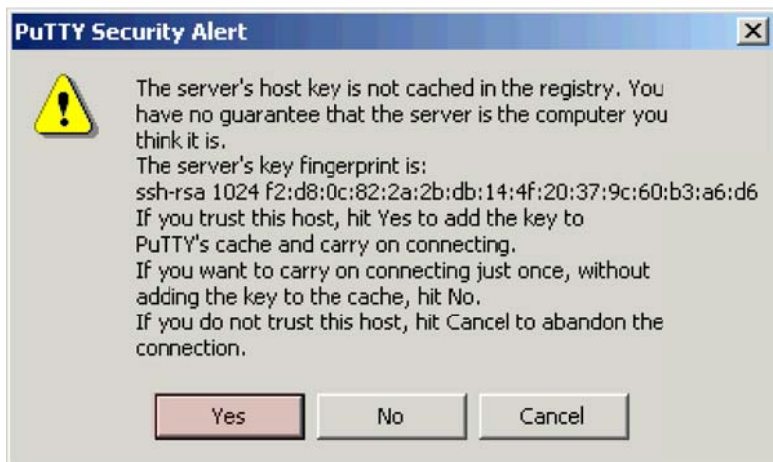 PuTTY Security Alert
The server's host key is not cached in the registry. You
have no guarantee that the server is the computer you
think it is.
The server's key fingerprint is:
ssh-rsa 1024 f2:d8:0c:82:2a:2b:db:14:4f:20:37:9c:60:b3:a6:d6
If you trust this host, hit Yes to add the key to
PuTTY's cache and carry on connecting.
If you want to carry on connecting just once, without
adding the key to the cache, hit No.
If you do not trust this host, hit Cancel to abandon the
connection.
Yes No Cancel